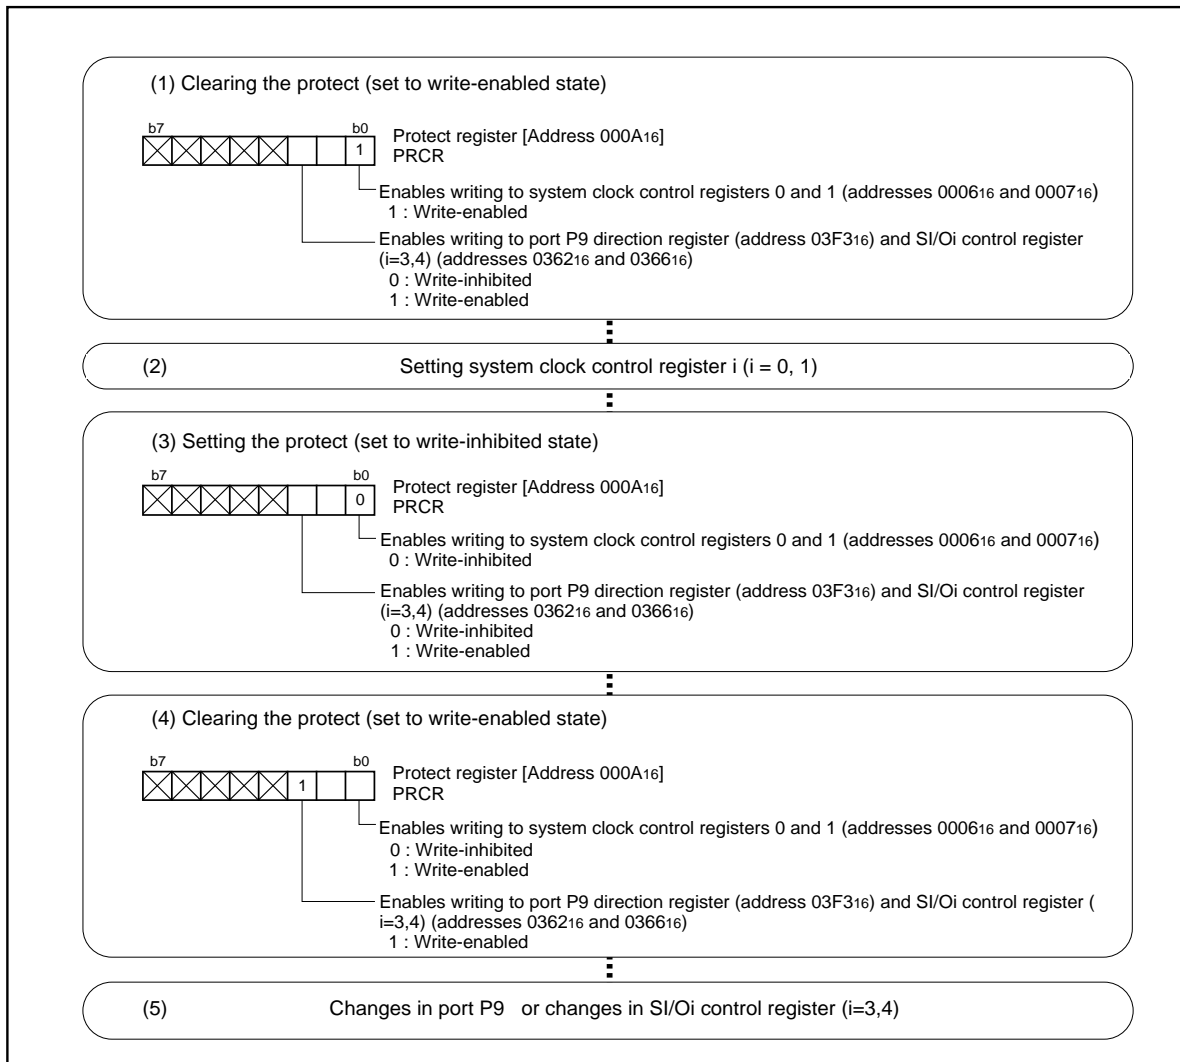 (1) Clearing the protect (set to write-enabled state)
b7 b0
1
Protect register [Address 000A16]
PRCR
Enables writing to system clock control registers 0 and 1 (addresses 000616 and 000716)
1 : Write-enabled
Enables writing to port P9 direction register (address 03F316) and SI/Oi control register
(i=3,4) (addresses 036216 and 036616)
0 : Write-inhibited
1 : Write-enabled
(2) Setting system clock control register i (i = 0, 1)
(3) Setting the protect (set to write-inhibited state)
b7 b0
0
Protect register [Address 000A16]
PRCR
Enables writing to system clock control registers 0 and 1 (addresses 000616 and 000716)
0 : Write-inhibited
Enables writing to port P9 direction register (address 03F316) and SI/Oi control register
(i=3,4) (addresses 036216 and 036616)
0 : Write-inhibited
1 : Write-enabled
(4) Clearing the protect (set to write-enabled state)
b7 b0
1
Protect register [Address 000A16]
PRCR
Enables writing to system clock control registers 0 and 1 (addresses 000616 and 000716)
0 : Write-inhibited
1 : Write-enabled
Enables writing to port P9 direction register (address 03F316) and SI/Oi control register (
i=3,4) (addresses 036216 and 036616)
1 : Write-enabled
(5) Changes in port P9 or changes in SI/Oi control register (i=3,4)